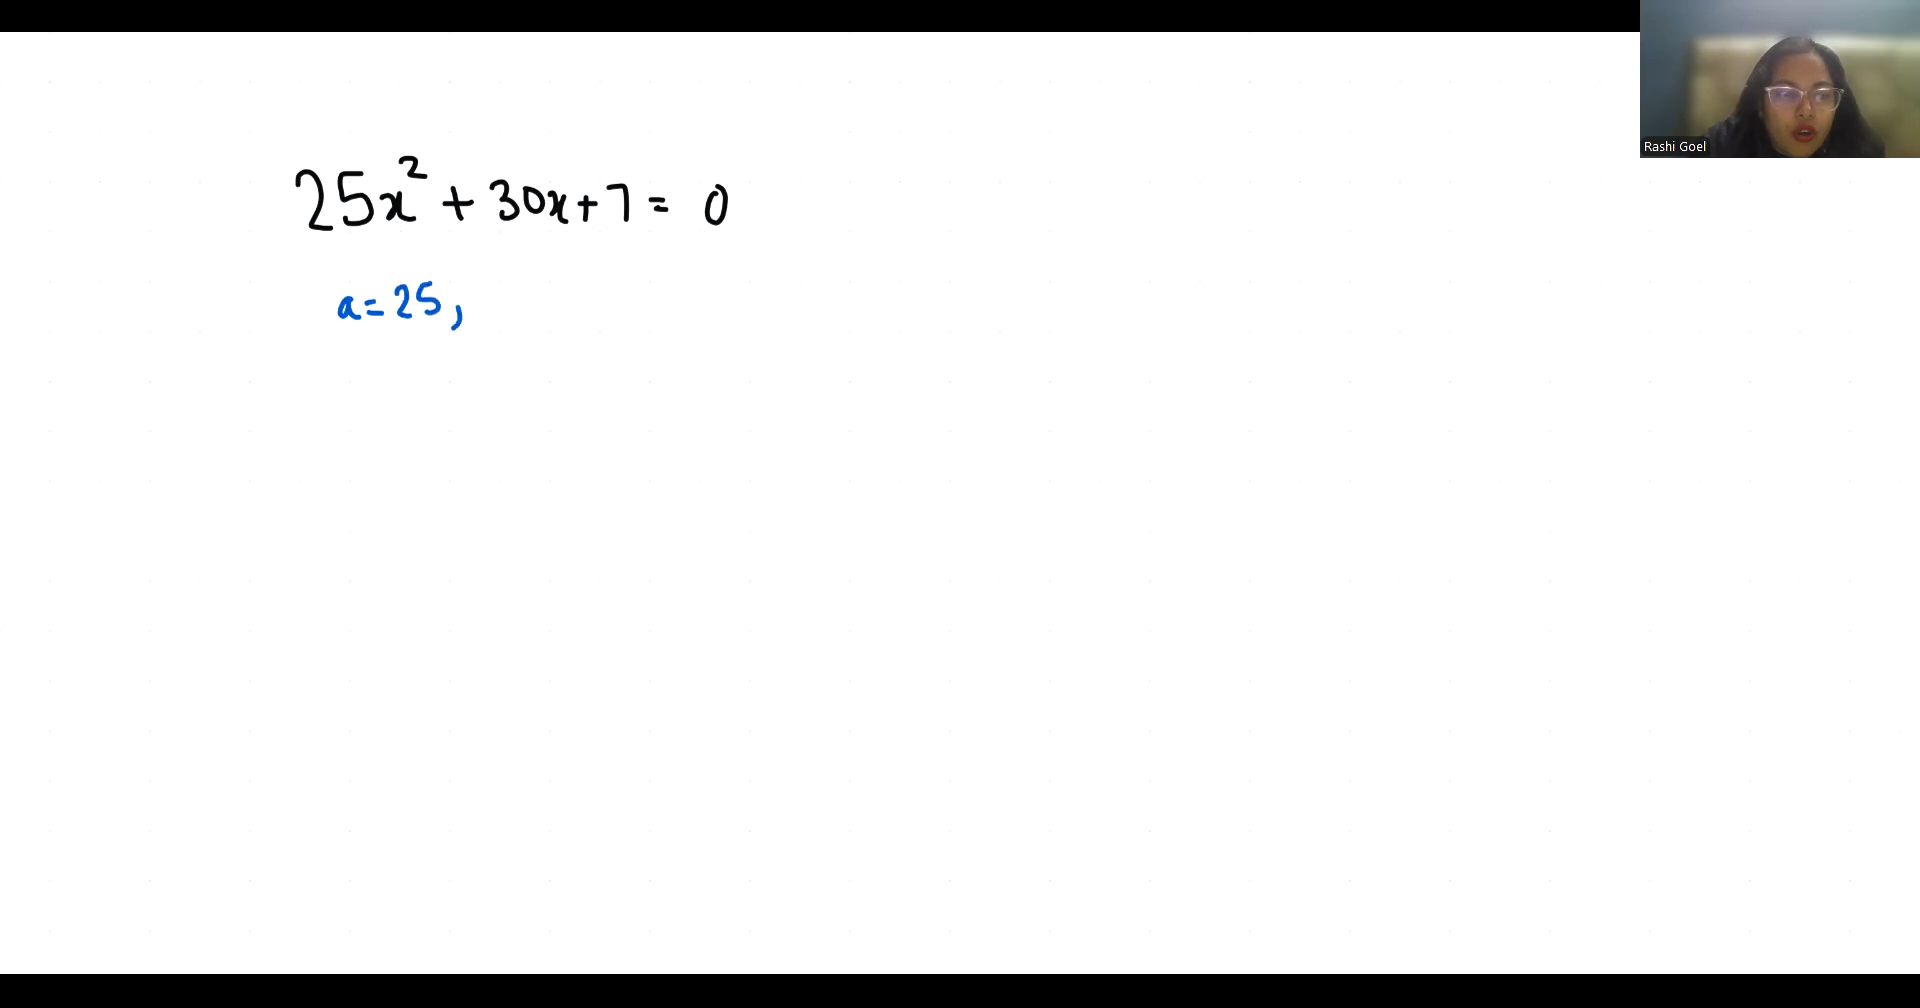 Rashi Goel
25x² + 30x + 7 = 0
a = 25,